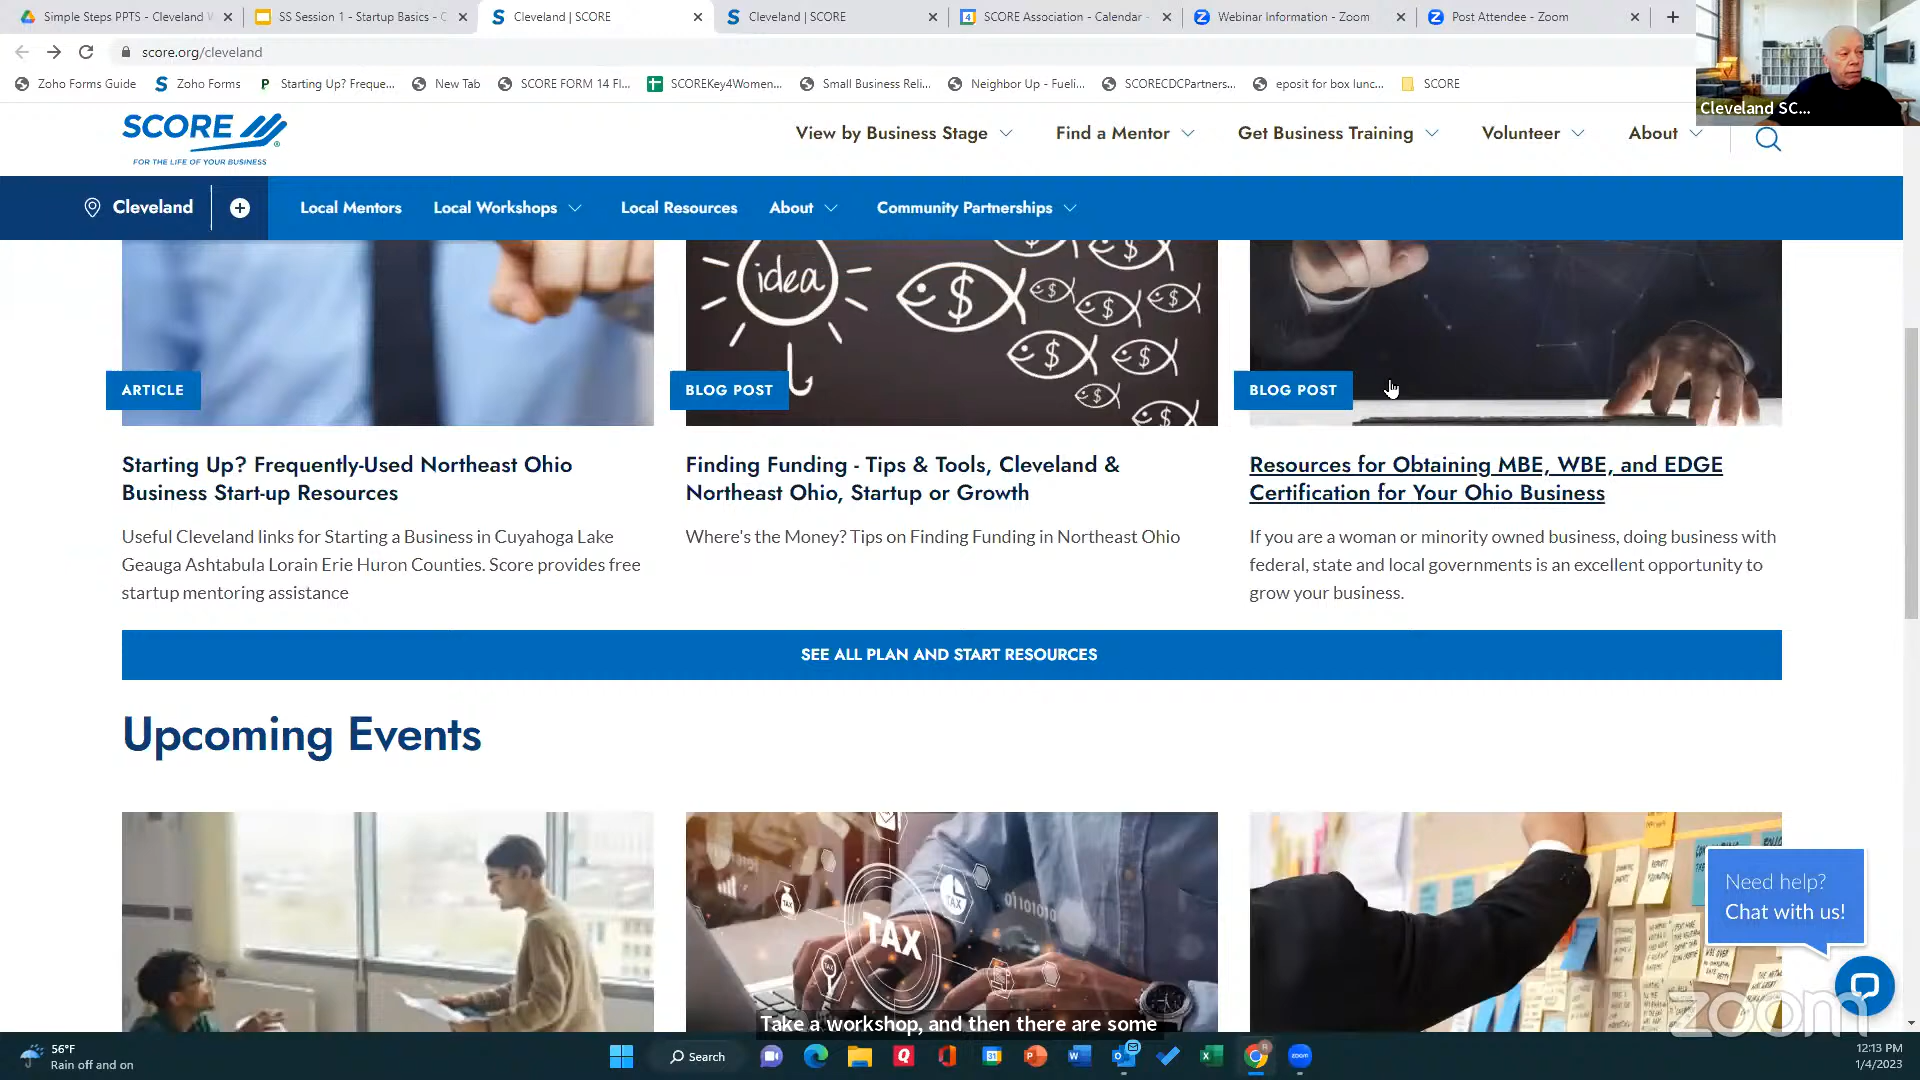 Simple Steps PPTS - Cleveland W
SS Session 1 - Startup Basics - C
Cleveland | SCORE
Cleveland | SCORE
SCORE Association - Calendar -
Webinar Information - Zoom
Post Attendee - Zoom
score.org/cleveland
Zoho Forms Guide
Zoho Forms
Starting Up? Freque...
New Tab
SCORE FORM 14 Fl...
SCOREKey4Women...
Small Business Reli...
Neighbor Up - Fueli...
SCORECDCPartners...
eposit for box lunc...
SCORE
Cleveland SC...
SCORE
FOR THE LIFE OF YOUR BUSINESS
View by Business Stage
Find a Mentor
Get Business Training
Volunteer
About
Cleveland
Local Mentors
Local Workshops
Local Resources
About
Community Partnerships
idea
$ $ $ $ $ $ $ $ $ $
ARTICLE
BLOG POST
BLOG POST
Starting Up? Frequently-Used Northeast Ohio
Business Start-up Resources
Useful Cleveland links for Starting a Business in Cuyahoga Lake
Geauga Ashtabula Lorain Erie Huron Counties. Score provides free
startup mentoring assistance
Finding Funding - Tips & Tools, Cleveland &
Northeast Ohio, Startup or Growth
Where's the Money? Tips on Finding Funding in Northeast Ohio
Resources for Obtaining MBE, WBE, and EDGE
Certification for Your Ohio Business
If you are a woman or minority owned business, doing business with
federal, state and local governments is an excellent opportunity to
grow your business.
SEE ALL PLAN AND START RESOURCES
Upcoming Events
TAX
TAX
TAX
TAX
01010101
Need help?
Chat with us!
zoom
Take a workshop, and then there are some
56°F
Rain off and on
Search
12:13 PM
1/4/2023